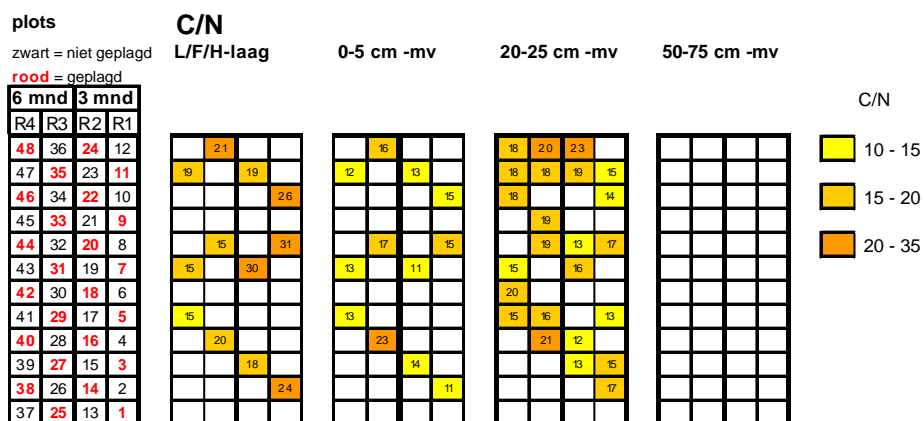 plots C/N
zwart = niet geplagd L/F/H-laag 0-5 cm -mv 20-25 cm -mv 50-75 cm -mv
rood = geplagd
6 mnd 3 mnd C/N
R4 R3 R2 R1
48 36 24 12 21 16 18 20 23 10 - 15
47 35 23 11 19 19 12 13 18 18 19 15
46 34 22 10 26 15 18 14 15 - 20
45 33 21 9 19
44 32 20 8 15 31 17 15 19 13 17 20 - 35
43 31 19 7 15 30 13 11 15 16
42 30 18 6 20
41 29 17 5 15 13 15 16 13
40 28 16 4 20 23 21 12
39 27 15 3 18 14 13 15
38 26 14 2 24 11 17
37 25 13 1